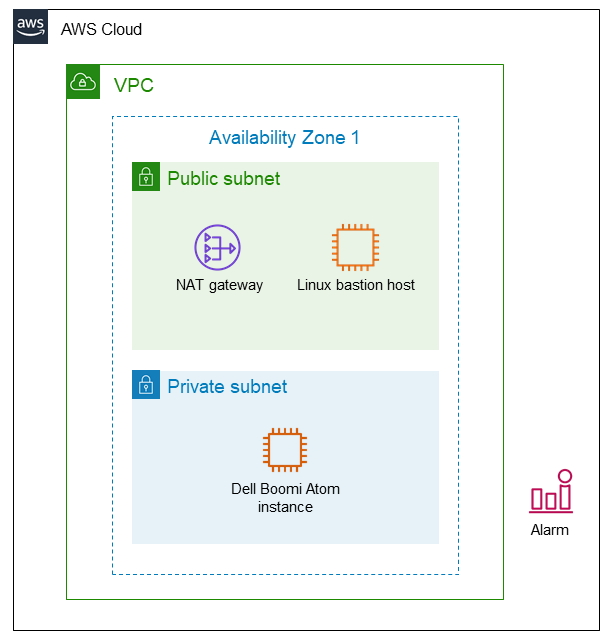 aws
AWS Cloud
VPC
Availability Zone 1
Public subnet
NAT gateway
Linux bastion host
Private subnet
Dell Boomi Atom
instance
Alarm